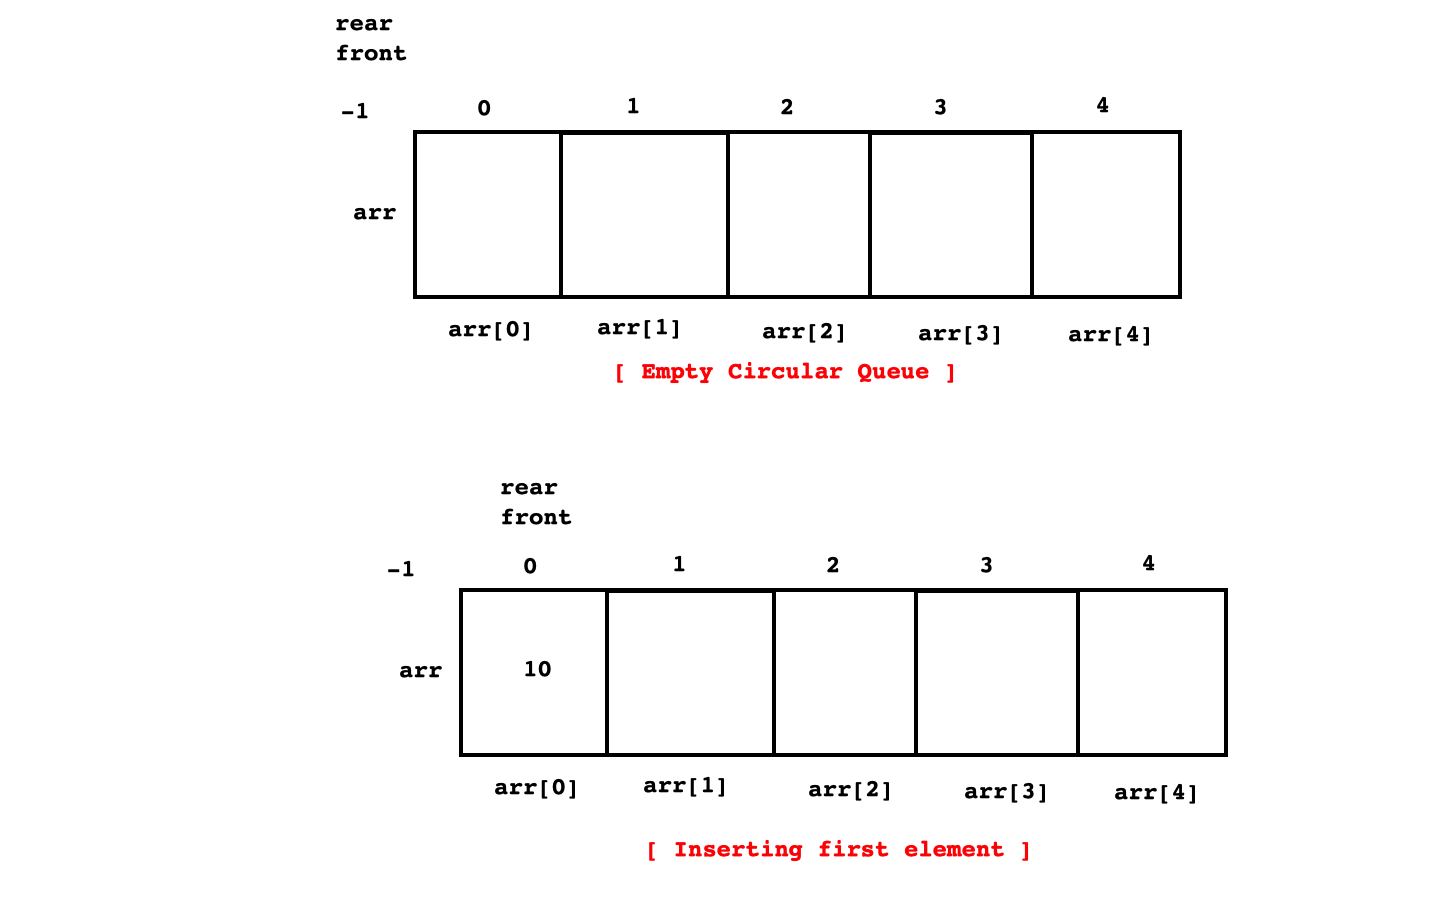 rear
front
-1 0 1 2 3 4
arr
arr[0] arr[1] arr[2] arr[3] arr[4]
[ Empty Circular Queue ]
rear
front
-1 0 1 2 3 4
arr 10
arr[0] arr[1] arr[2] arr[3] arr[4]
[ Inserting first element ]